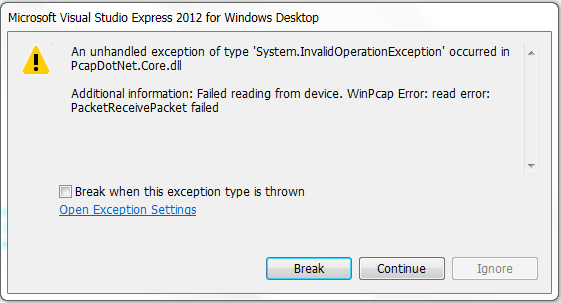 Microsoft Visual Studio Express 2012 for Windows Desktop
An unhandled exception of type 'System.InvalidOperationException' occurred in
PcapDotNet.Core.dll
Additional information: Failed reading from device. WinPcap Error: read error:
PacketReceivePacket failed
Break when this exception type is thrown
Open Exception Settings
Break Continue Ignore